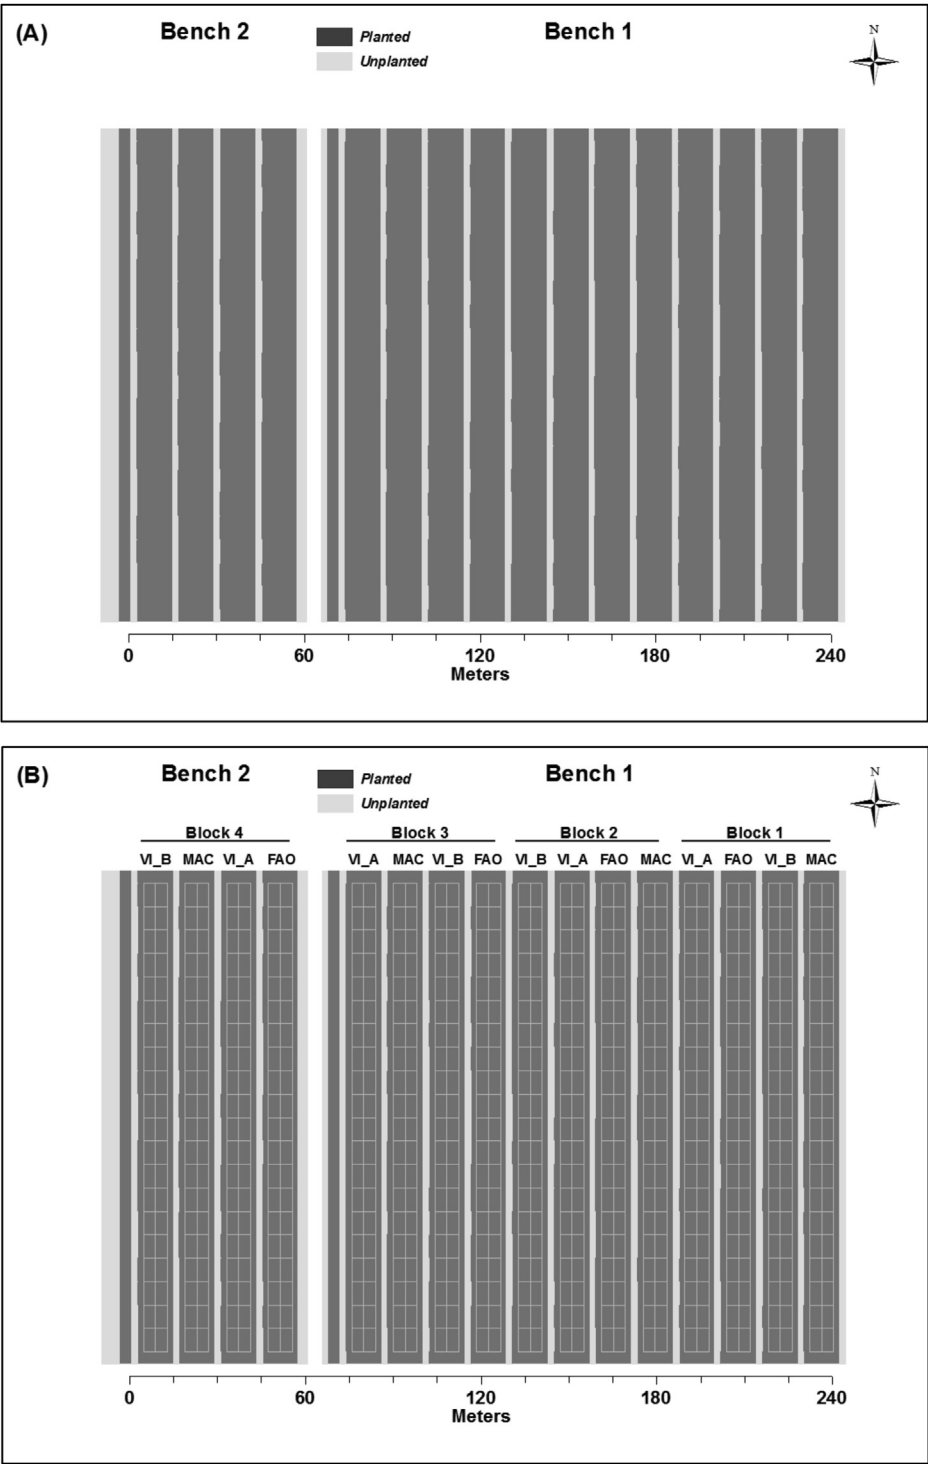 (A)
Bench 2
Planted
Unplanted
Bench 1
N
0 60 120 180 240
Meters
(B)
Bench 2
Planted
Unplanted
Bench 1
N
Block 4 Block 3 Block 2 Block 1
VI_B MAC VI_A FAO VI_A MAC VI_B FAO VI_B VI_A FAO MAC VI_A FAO VI_B MAC
0 60 120 180 240
Meters